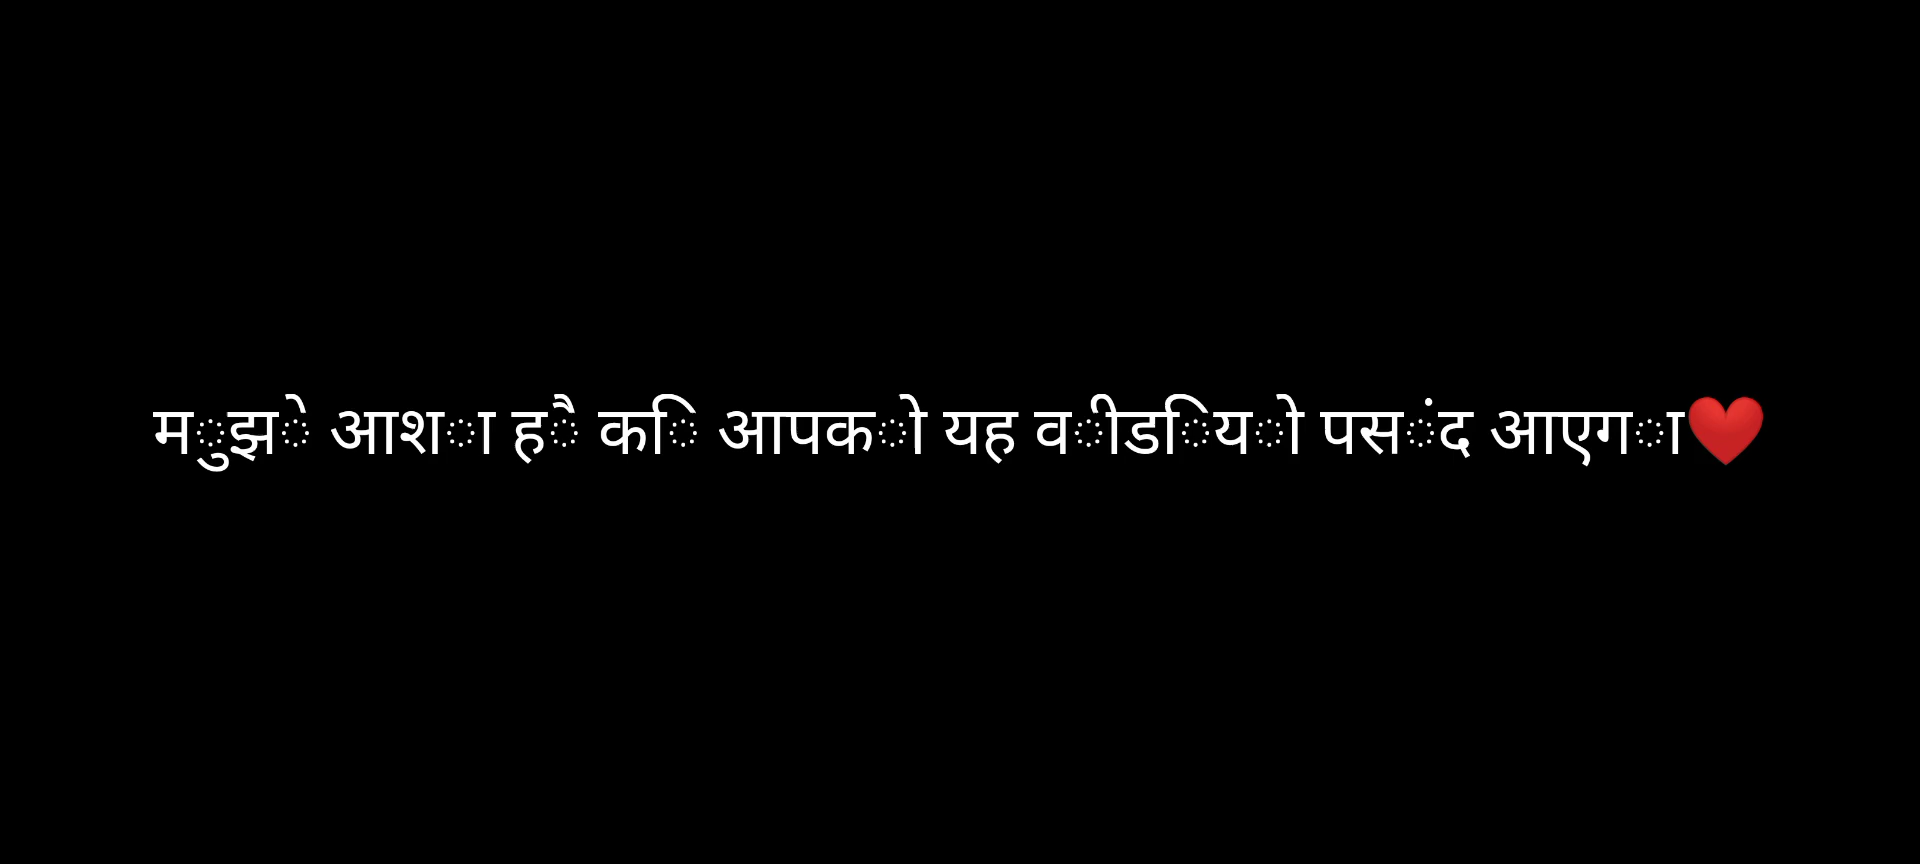 मुझे आशा है कि आपको यह वीडियो पसंद आएगा❤️